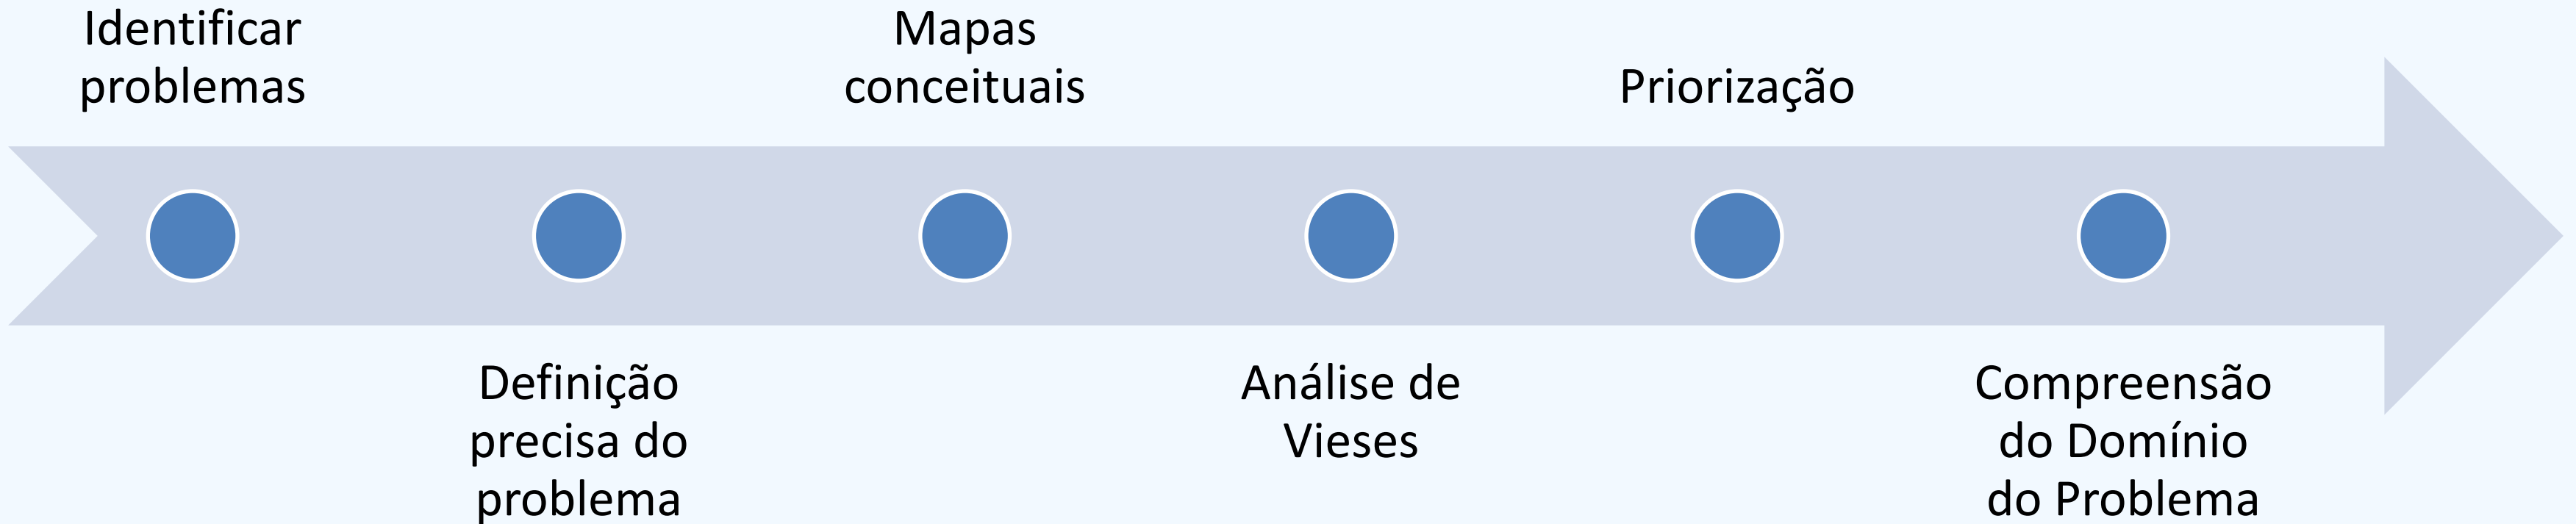 Identificar
problemas
Definição
precisa do
problema
Mapas
conceituais
Análise de
Vieses
Priorização
Compreensão
do Domínio
do Problema